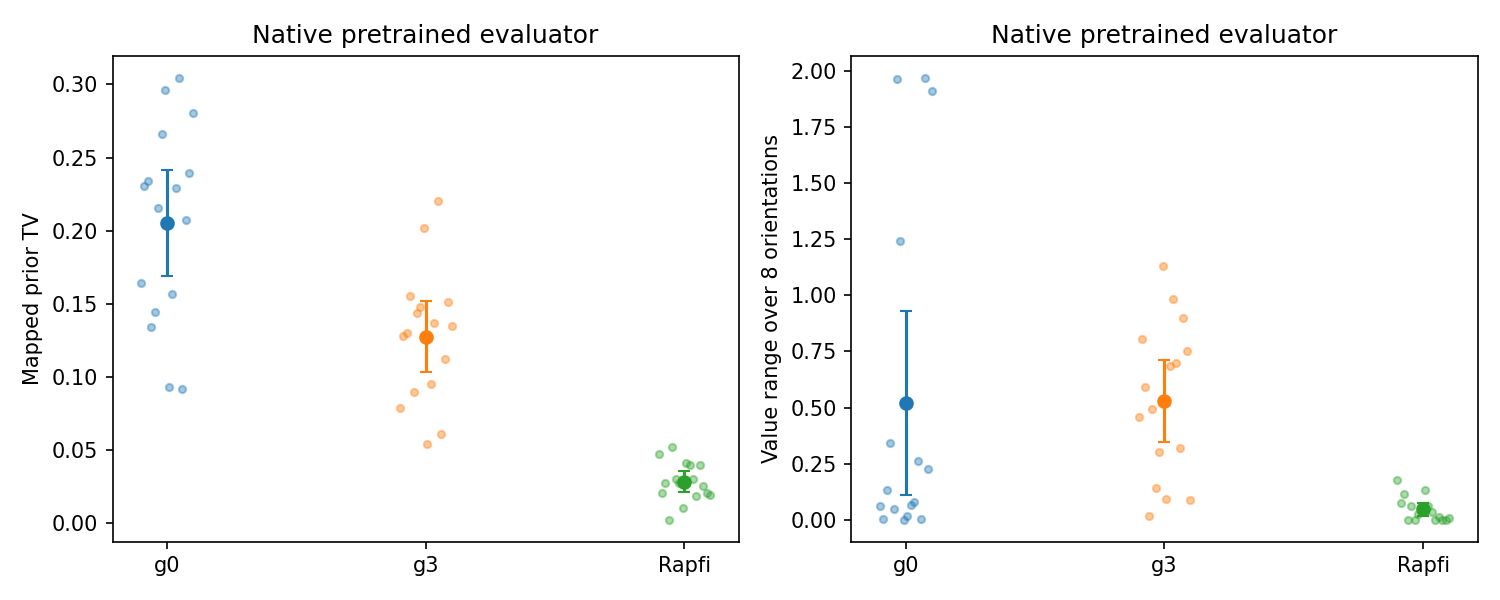 Native pretrained evaluator
Mapped prior TV
0.30
0.25
0.20
0.15
0.10
0.05
0.00
g0
g3
Rapfi
Native pretrained evaluator
Value range over 8 orientations
2.00
1.75
1.50
1.25
1.00
0.75
0.50
0.25
0.00
g0
g3
Rapfi